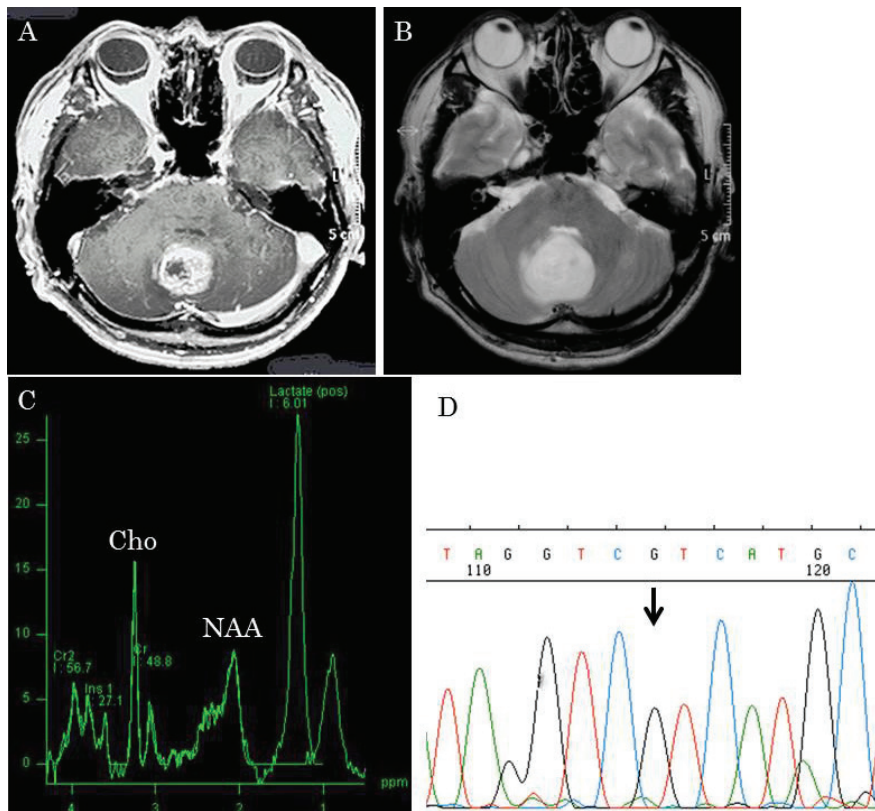 A
B
L
5 cm
L
5 cm
C
D
Lactate (pos)
I : 6.01
25
20
15
10
5
0
Cho
NAA
Cr2
I : 56.7
Ins 1
: 27.1
Cr
I : 48.8
4
3
2
1
ppm
T A G G T C G T C A T G C
110
120